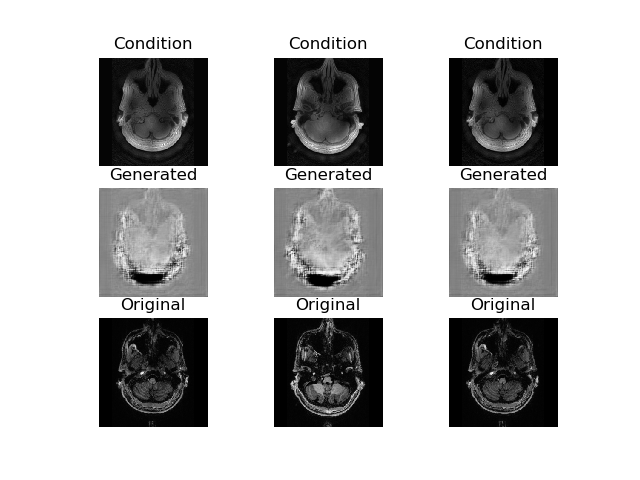 Condition Condition Condition
Generated Generated Generated
Original Original Original